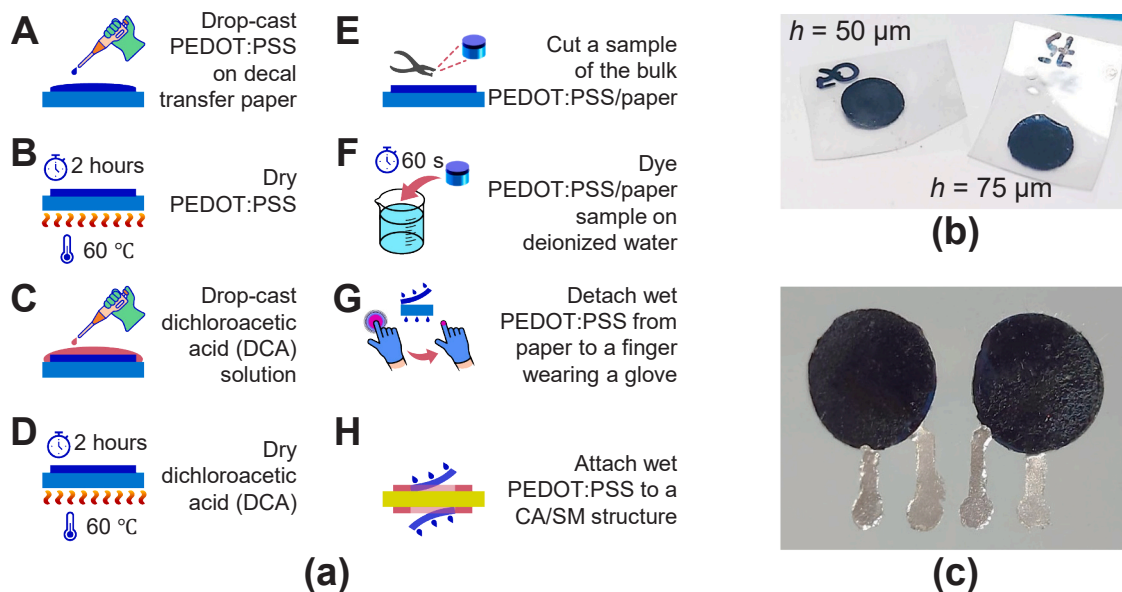 A
Drop-cast
PEDOT:PSS
on decal
transfer paper
B
2 hours
60 ℃
Dry
PEDOT:PSS
C
Drop-cast
dichloroacetic
acid (DCA)
solution
D
2 hours
60 ℃
Dry
dichloroacetic
acid (DCA)
E
Cut a sample
of the bulk
PEDOT:PSS/paper
F
60 s
Dye
PEDOT:PSS/paper
sample on
deionized water
G
Detach wet
PEDOT:PSS from
paper to a finger
wearing a glove
H
Attach wet
PEDOT:PSS to a
CA/SM structure
(a)
h = 50 μm
h = 75 μm
(b)
(c)